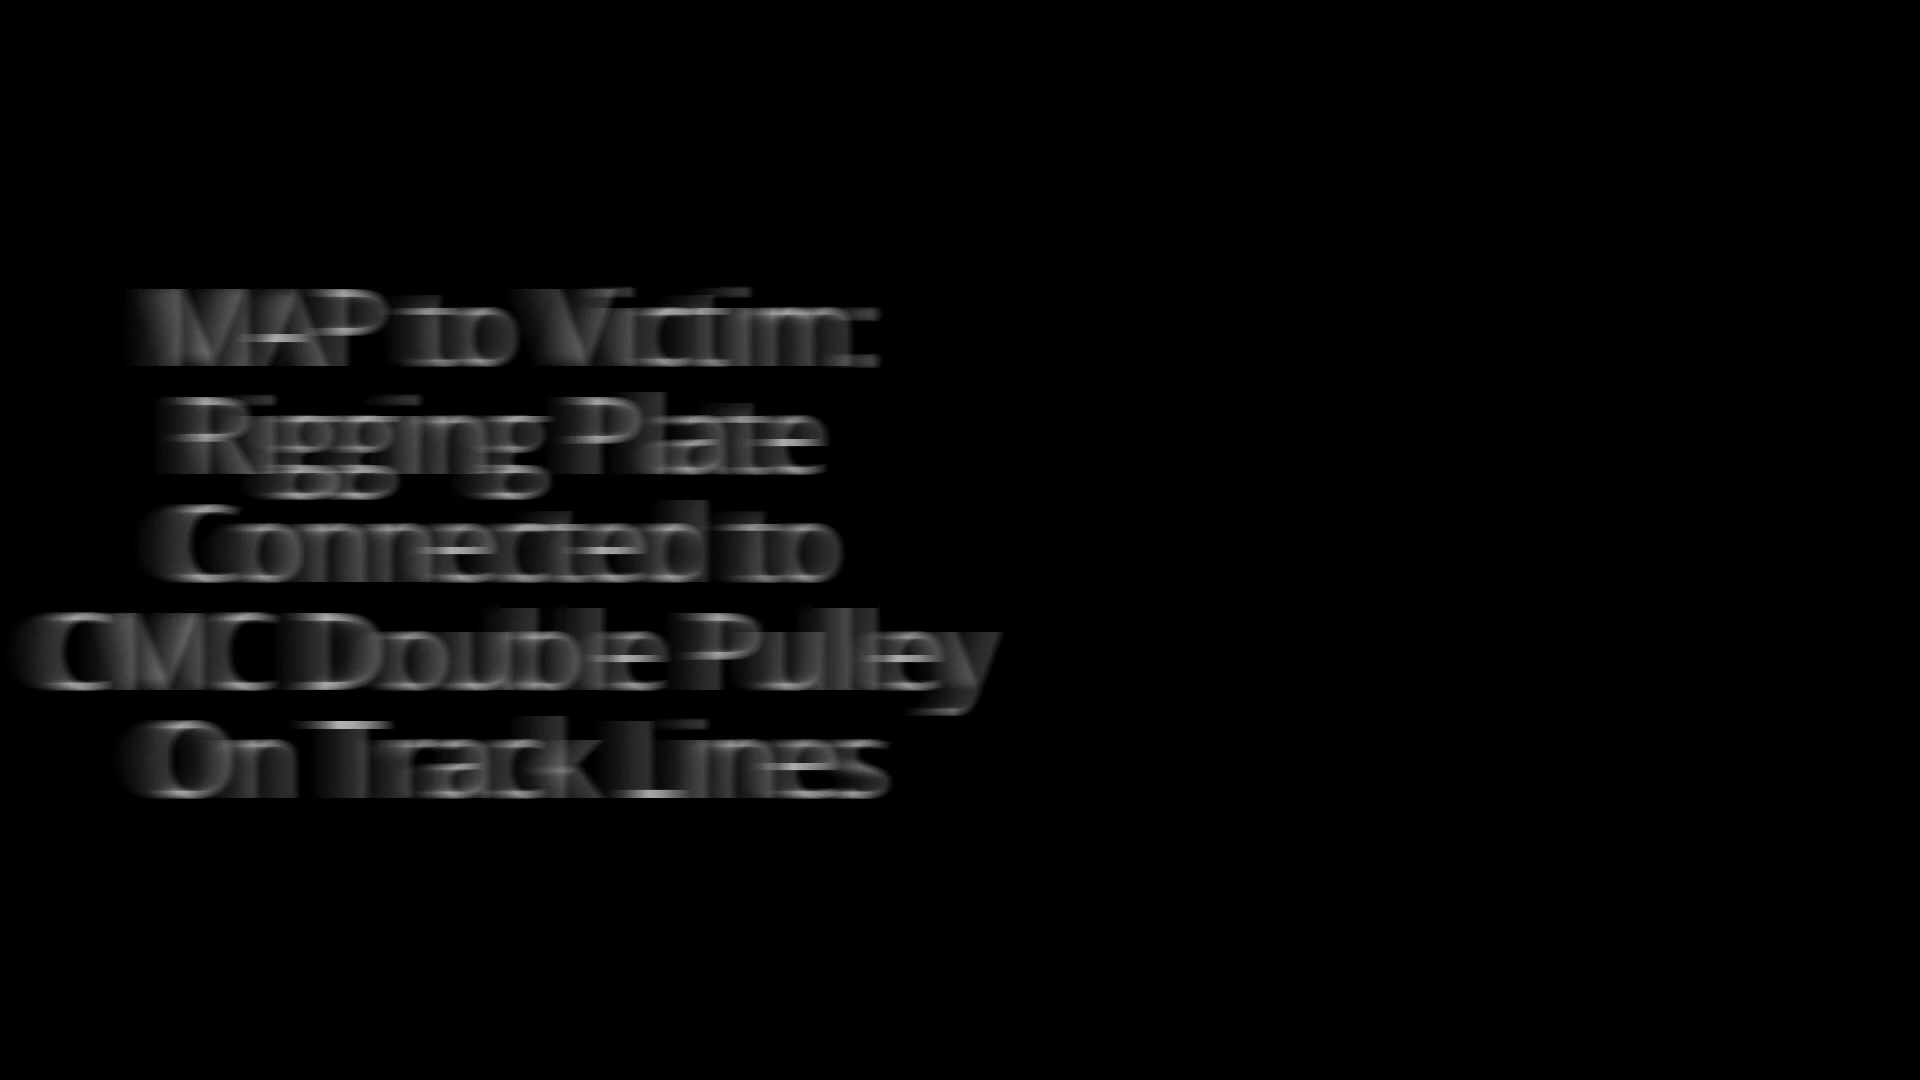 MAP to Victim:
Rigging Plate
Connected to
CMC Double Pulley
On Track Lines